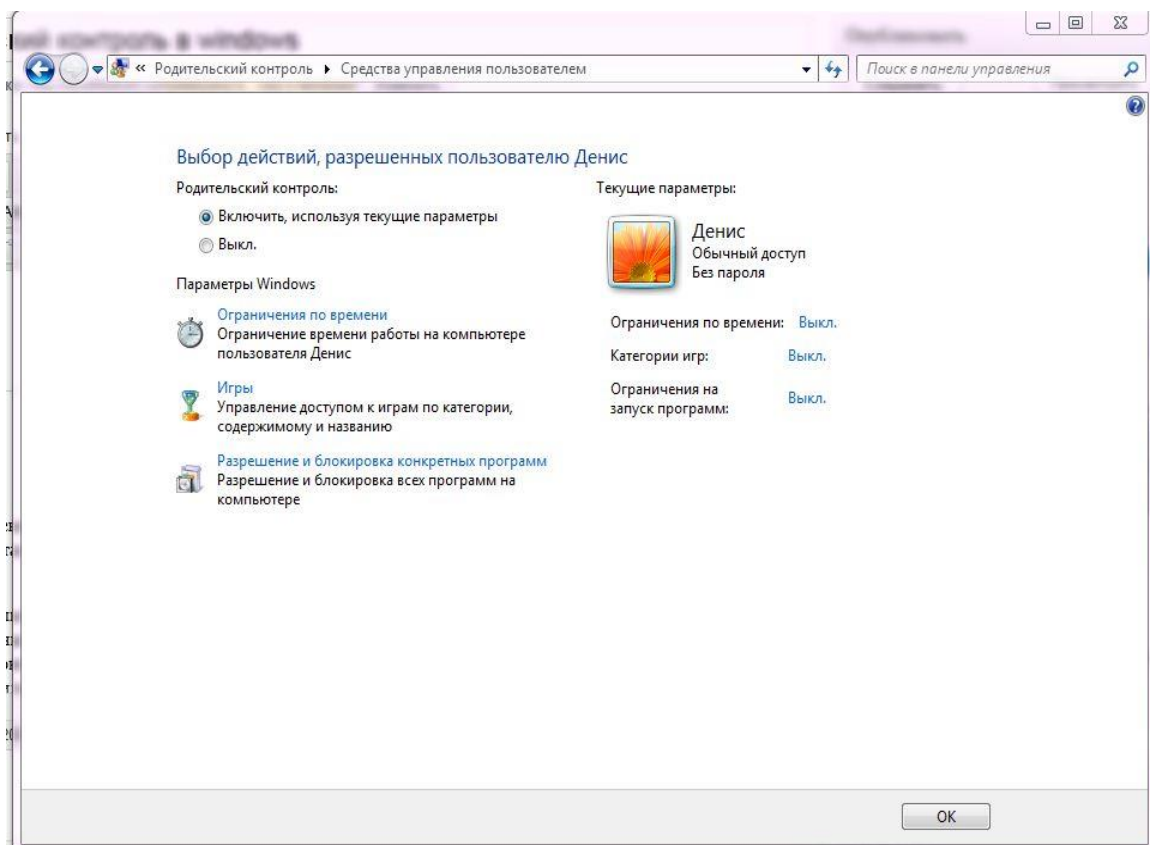 контроль в windows
« Родительский контроль ▸ Средства управления пользователем
Поиск в панели управления
Выбор действий, разрешенных пользователю Денис
Родительский контроль:
Включить, используя текущие параметры
Выкл.
Параметры Windows
Ограничения по времени
Ограничение времени работы на компьютере
пользователя Денис
Игры
Управление доступом к играм по категории,
содержимому и названию
Разрешение и блокировка конкретных программ
Разрешение и блокировка всех программ на
компьютере
Текущие параметры:
Денис
Обычный доступ
Без пароля
Ограничения по времени: Выкл.
Категории игр: Выкл.
Ограничения на
запуск программ: Выкл.
OK